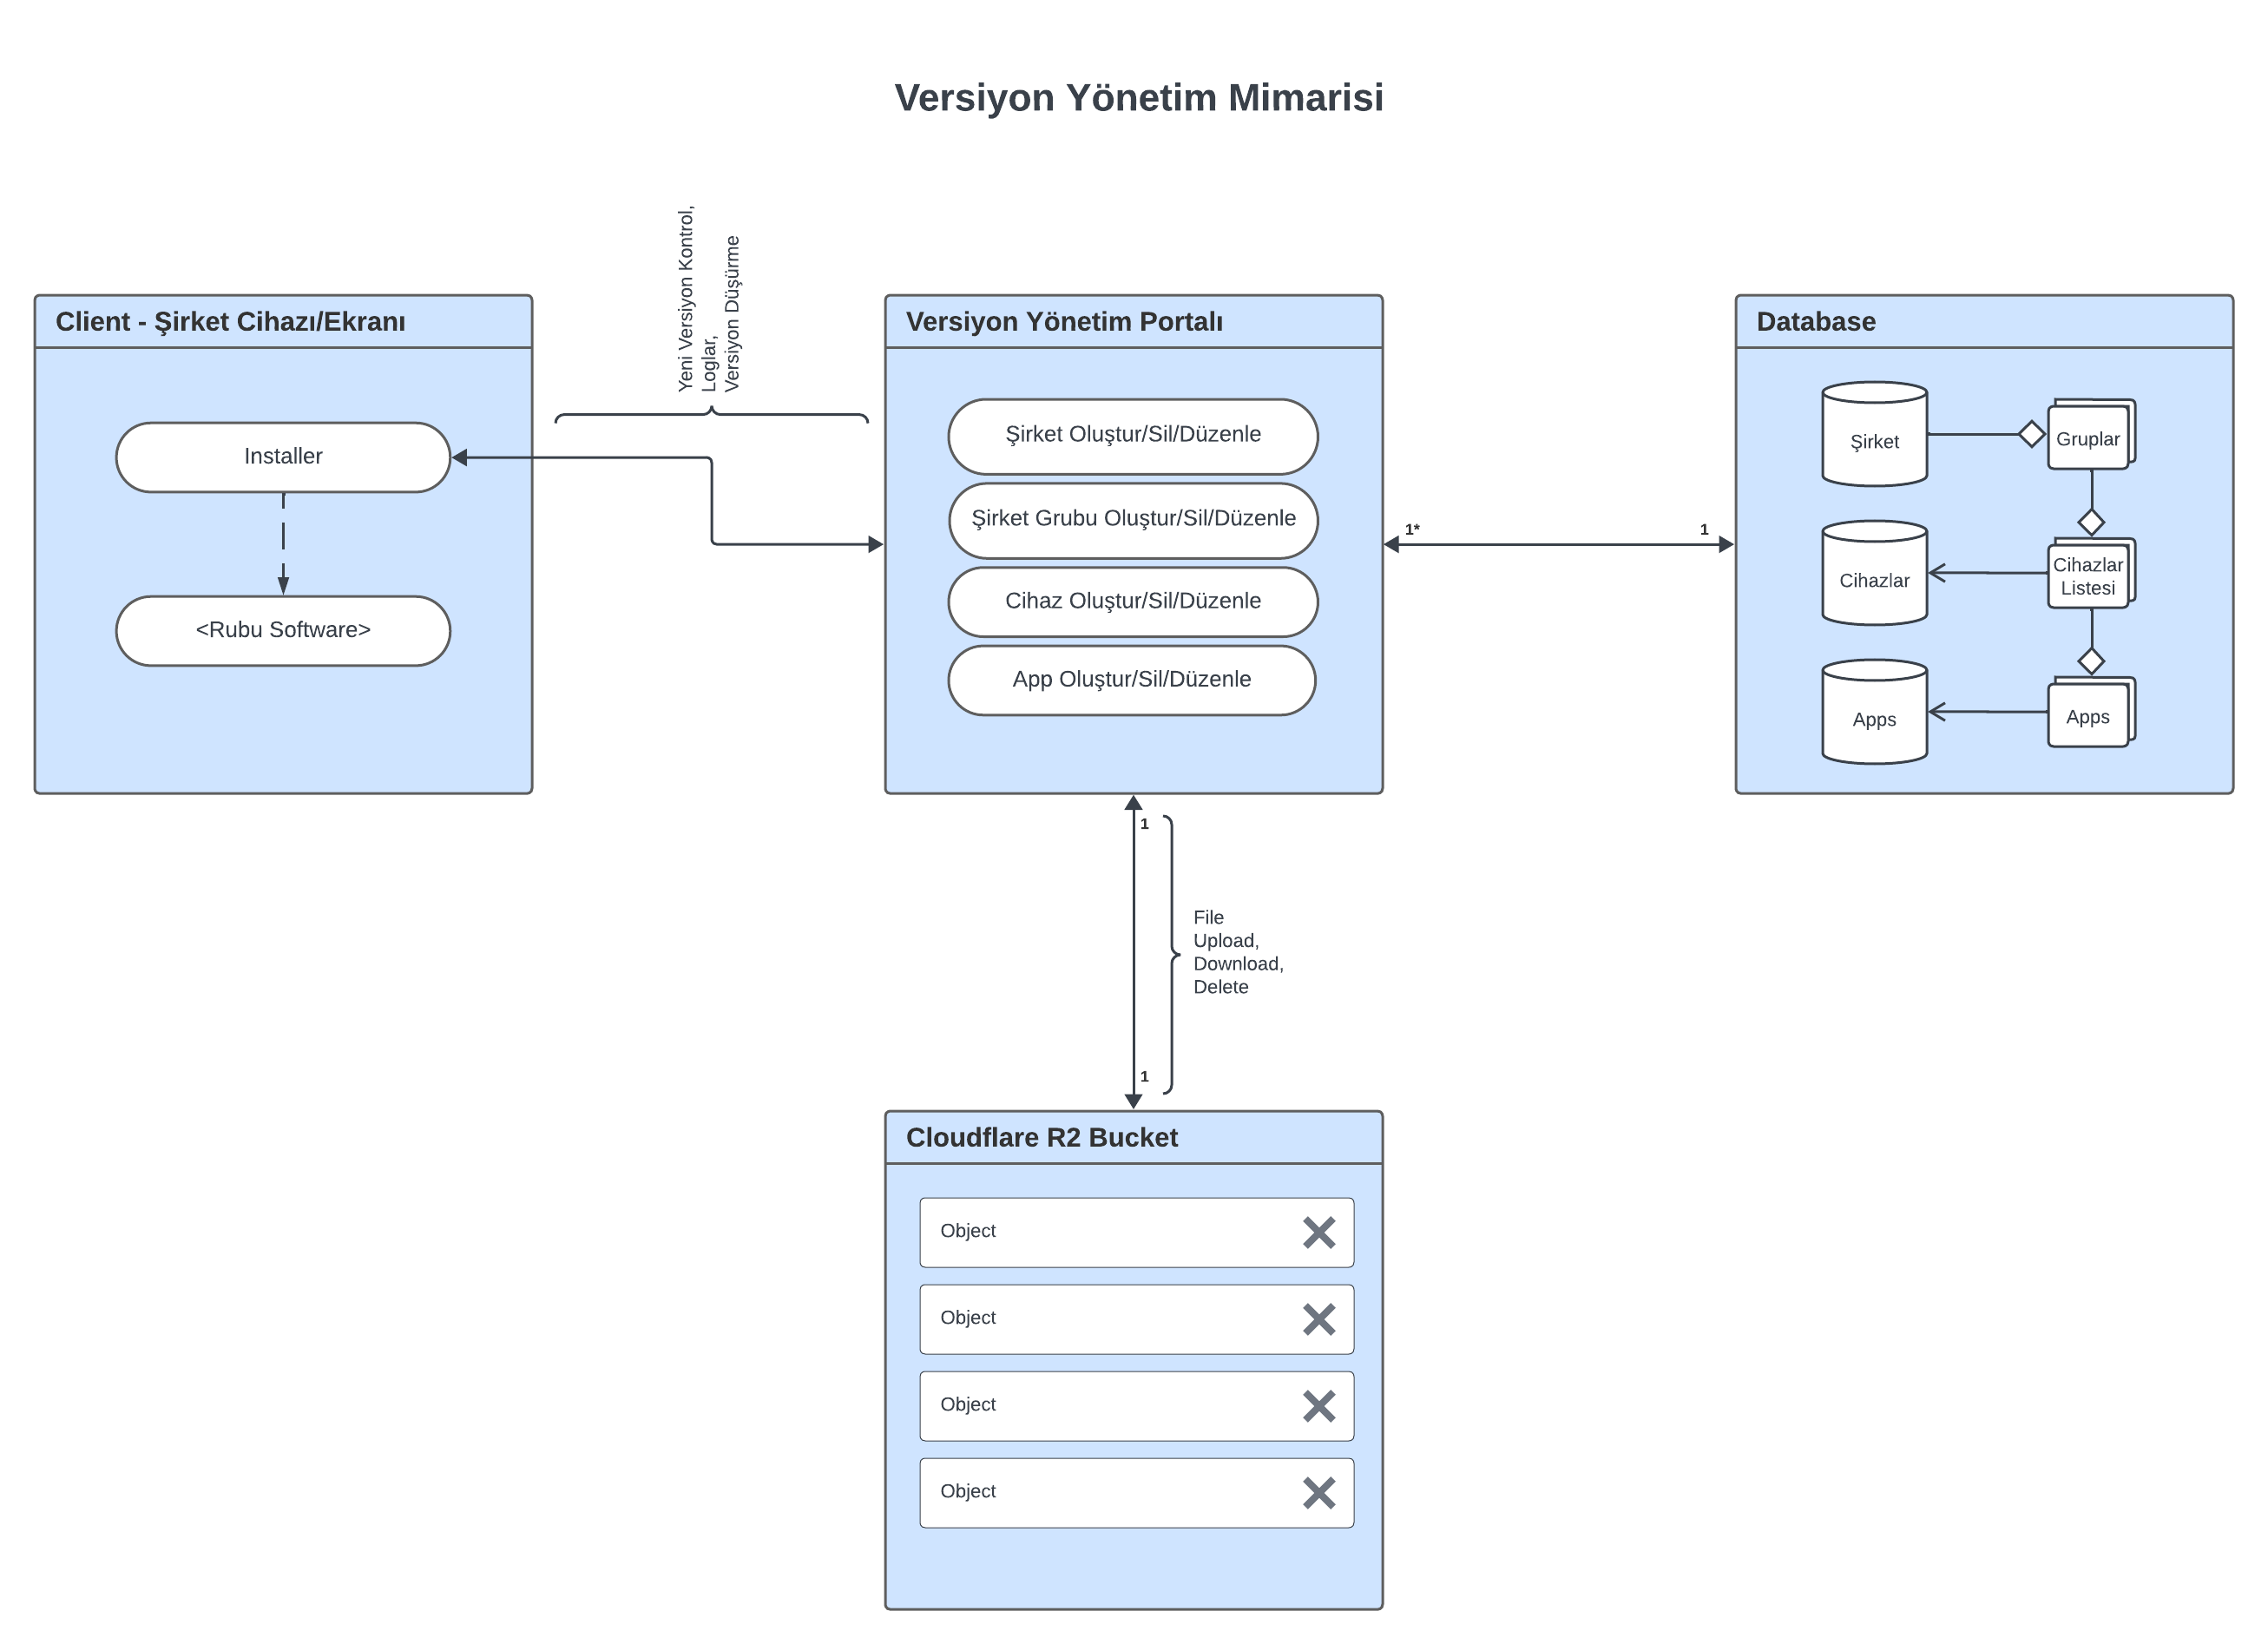 Versiyon Yönetim Mimarisi
Yeni Versiyon Kontrol,
Loglar,
Versiyon Düşürme
Client - Şirket Cihazı/Ekranı
Installer
<Rubu Software>
Versiyon Yönetim Portalı
Şirket Oluştur/Sil/Düzenle
Şirket Grubu Oluştur/Sil/Düzenle
Cihaz Oluştur/Sil/Düzenle
App Oluştur/Sil/Düzenle
1*
1
Database
Şirket
Gruplar
Cihazlar
Cihazlar
Listesi
Apps
Apps
1
File
Upload,
Download,
Delete
1
Cloudflare R2 Bucket
Object
Object
Object
Object